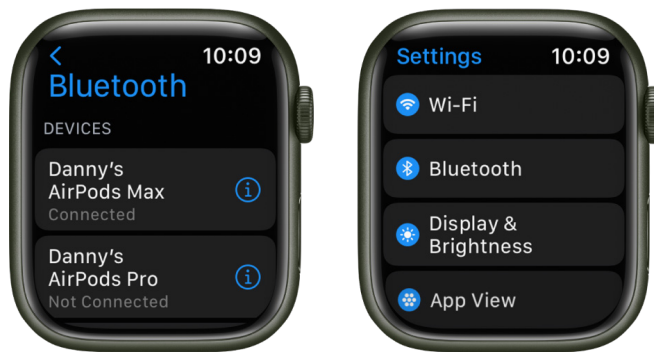 10:09
Bluetooth
DEVICES
Danny’s
AirPods Max
Connected
Danny’s
AirPods Pro
Not Connected
Settings 10:09
Wi-Fi
Bluetooth
Display &
Brightness
App View